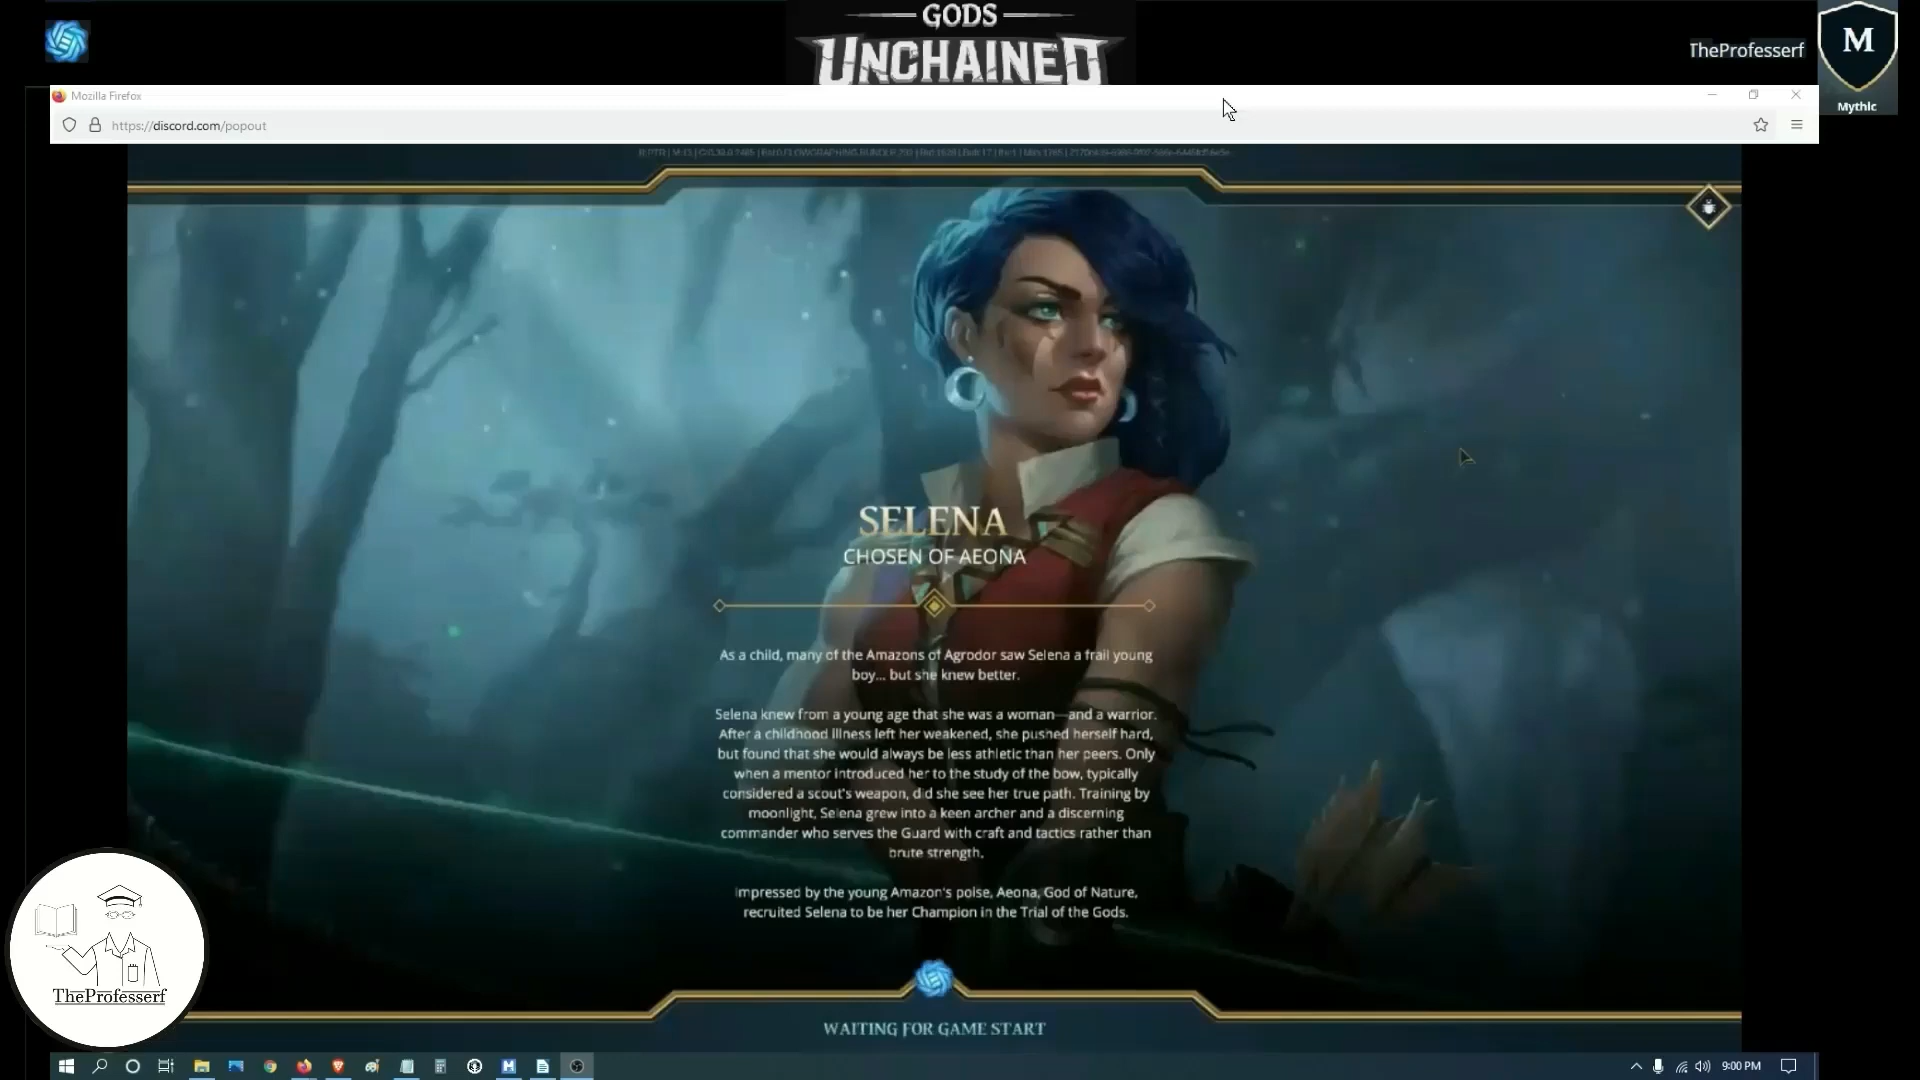 GODS
UNCHAINED
TheProfesserf
M
Mythic
Mozilla Firefox
https://discord.com/popout
SELENA
CHOSEN OF AEONA
As a child, many of the Amazons of Agrodor saw Selena a frail young
boy... but she knew better.
Selena knew from a young age that she was a woman—and a warrior.
After a childhood illness left her weakened, she pushed herself hard,
but found that she would always be less athletic than her peers. Only
when a mentor introduced her to the study of the bow, typically
considered a scout's weapon, did she see her true path. Training by
moonlight, Selena grew into a keen archer and a discerning
commander who serves the Guard with craft and tactics rather than
brute strength.
Impressed by the young Amazon's poise, Aeona, God of Nature,
recruited Selena to be her Champion in the Trial of the Gods.
TheProfesserf
WAITING FOR GAME START
9:00 PM